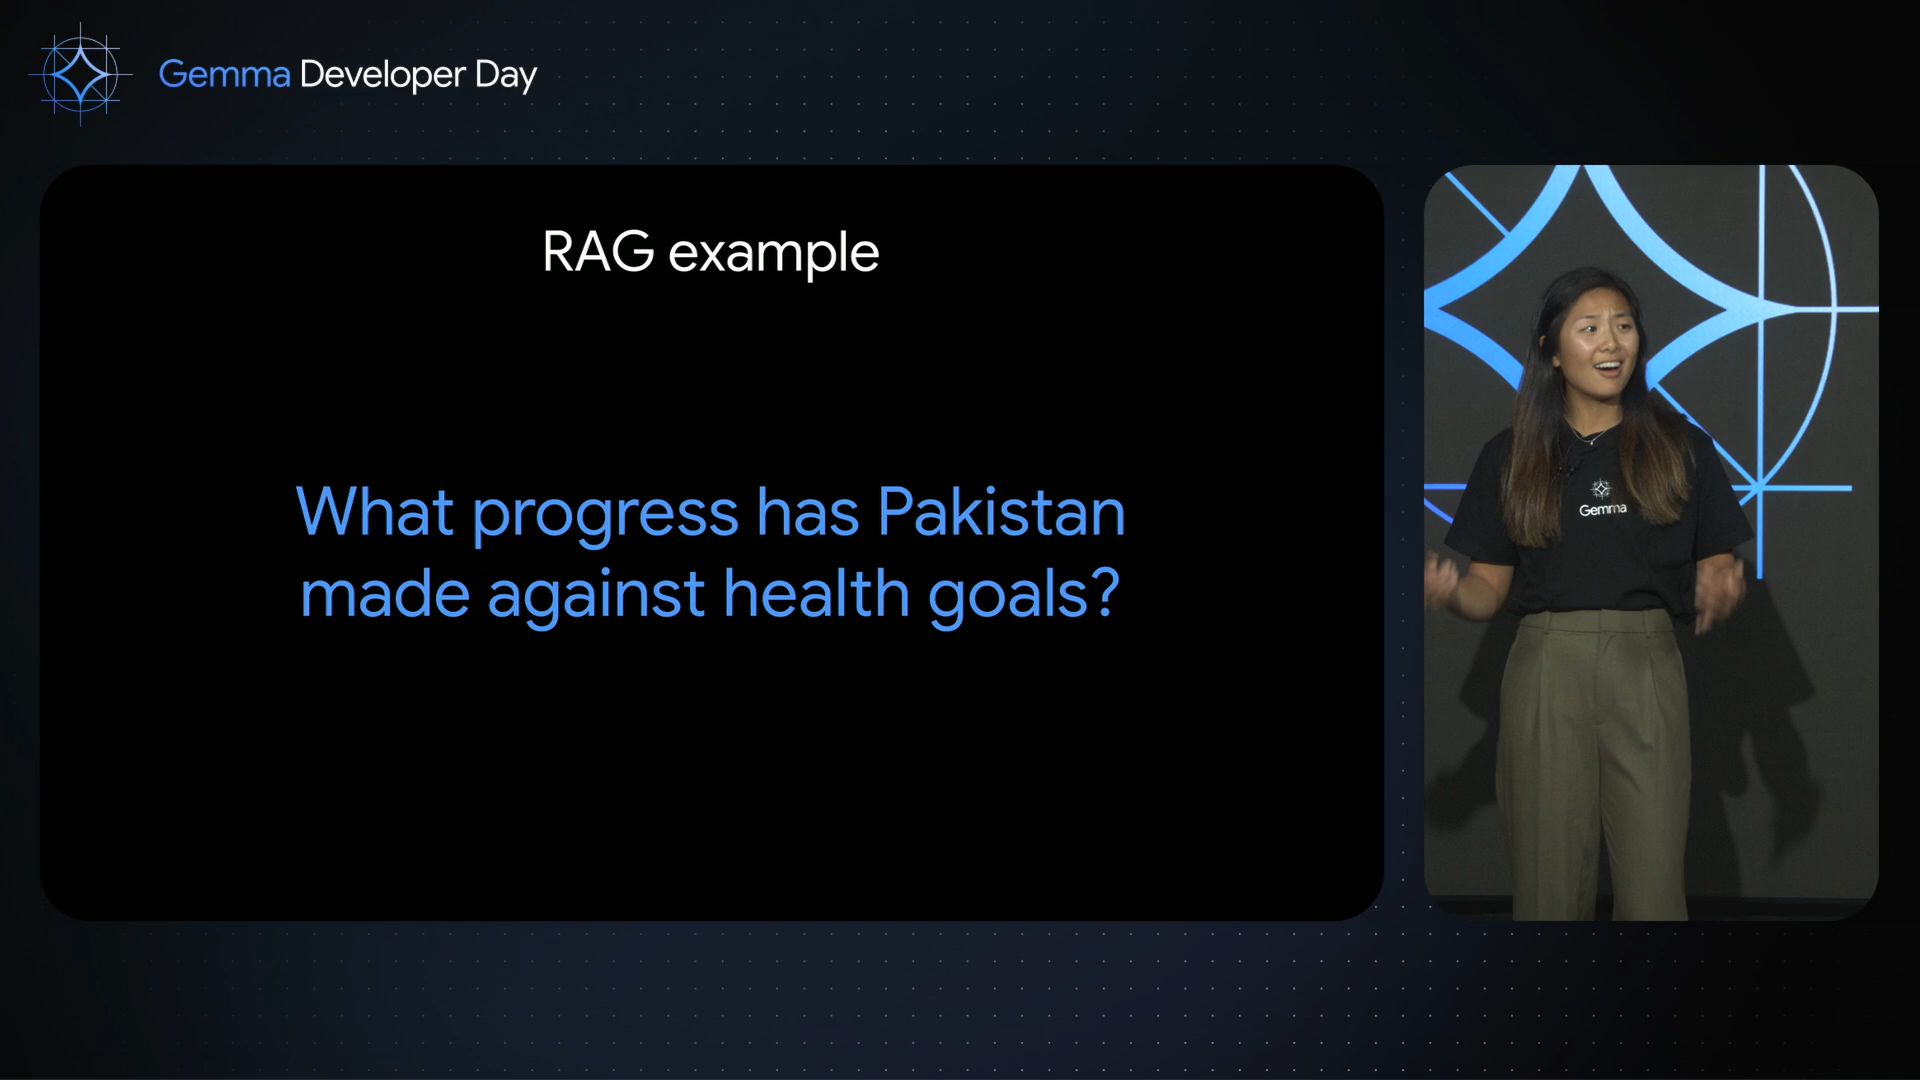 Gemma Developer Day
RAG example
What progress has Pakistan
made against health goals?
Gemma